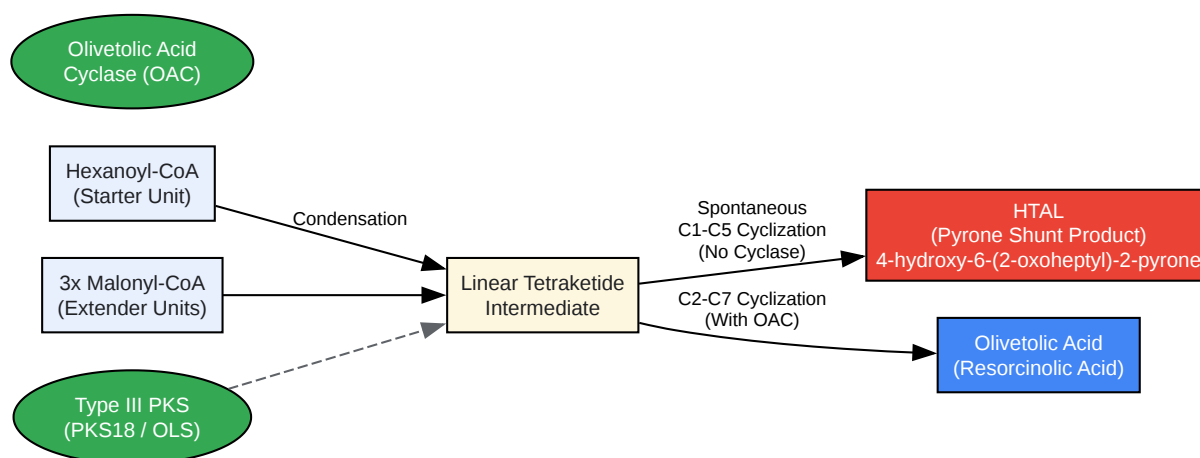 Olivetolic Acid
Cyclase (OAC)
Hexanoyl-CoA
(Starter Unit)
Condensation
3x Malonyl-CoA
(Extender Units)
Type III PKS
(PKS18 / OLS)
Linear Tetraketide
Intermediate
Spontaneous
C1-C5 Cyclization
(No Cyclase)
C2-C7 Cyclization
(With OAC)
HTAL
(Pyrone Shunt Product)
4-hydroxy-6-(2-oxoheptyl)-2-pyrone
Olivetolic Acid
(Resorcinolic Acid)